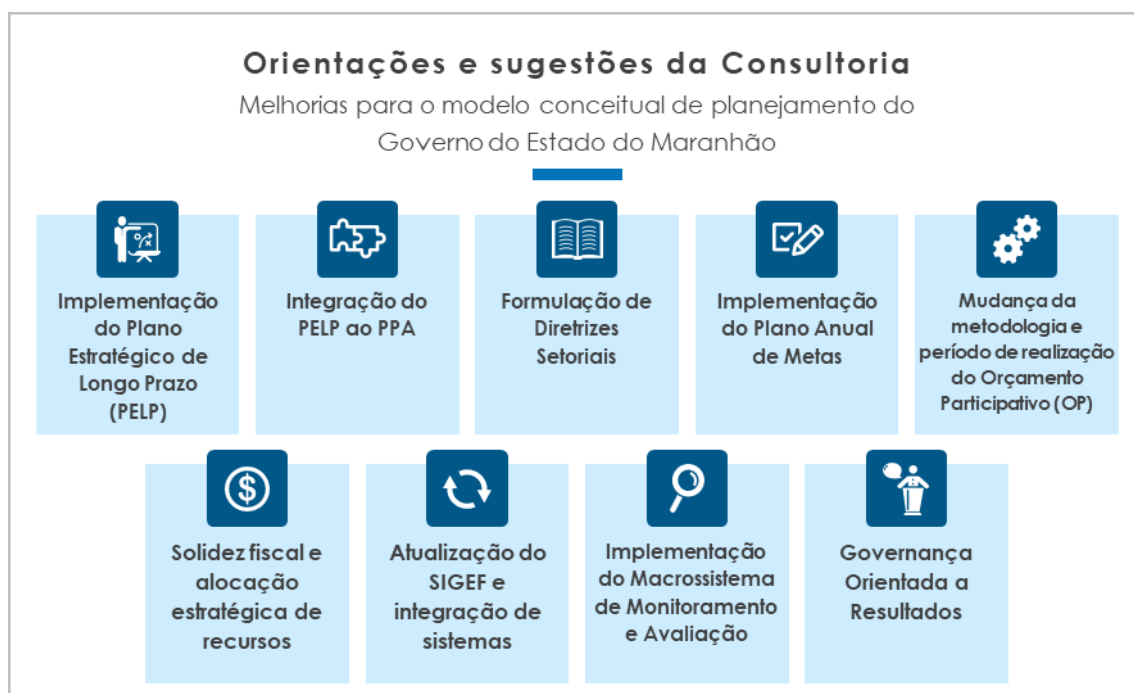 Orientações e sugestões da Consultoria
Melhorias para o modelo conceitual de planejamento do
Governo do Estado do Maranhão
Implementação
do Plano
Estratégico de
Longo Prazo
(PELP)
Integração do
PELP ao PPA
Formulação de
Diretrizes
Setoriais
Implementação
do Plano Anual
de Metas
Mudança da
metodologia e
período de realização
do Orçamento
Participativo (OP)
Solidez fiscal e
alocação
estratégica de
recursos
Atualização do
SIGEF e
integração de
sistemas
Implementação
do Macrossistema
de Monitoramento
e Avaliação
Governança
Orientada a
Resultados